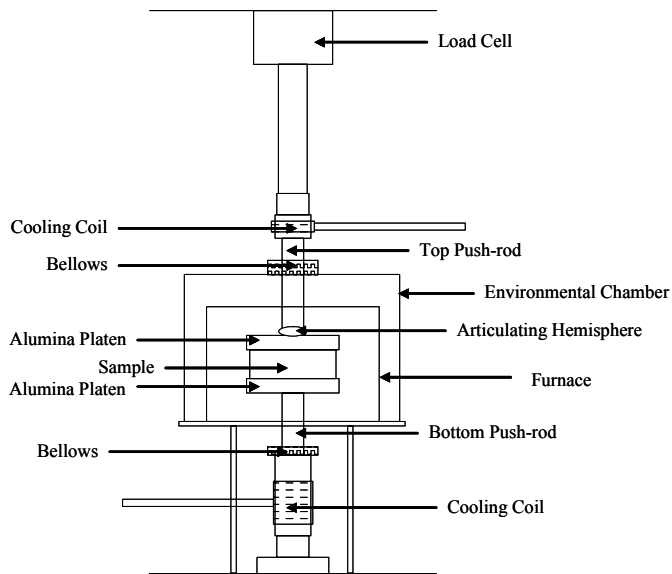 Load Cell
Cooling Coil
Top Push-rod
Bellows
Environmental Chamber
Articulating Hemisphere
Alumina Platen
Sample
Furnace
Alumina Platen
Bottom Push-rod
Bellows
Cooling Coil